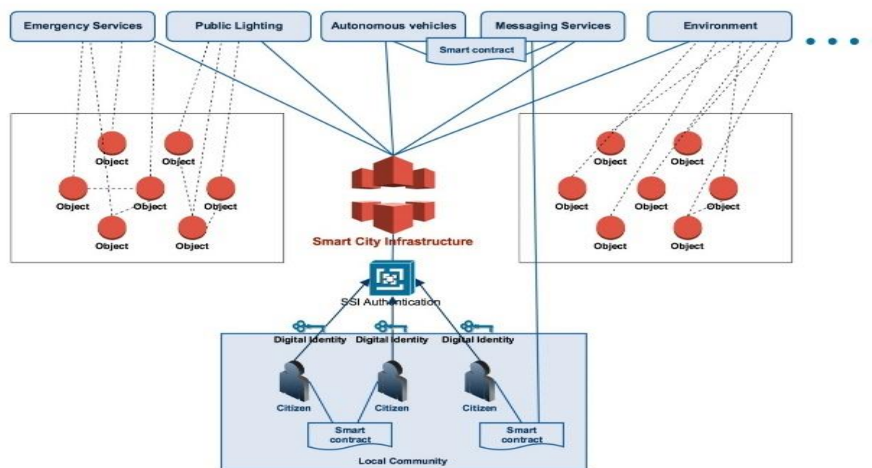 Emergency Services
Public Lighting
Autonomous vehicles
Messaging Services
Environment
Smart contract
Object
Object
Object
Object
Object
Object
Object
Object
Object
Object
Object
Object
Object
Object
Smart City Infrastructure
SSI Authentication
Digital Identity
Digital Identity
Digital Identity
Citizen
Citizen
Citizen
Smart
contract
Smart
contract
Local Community